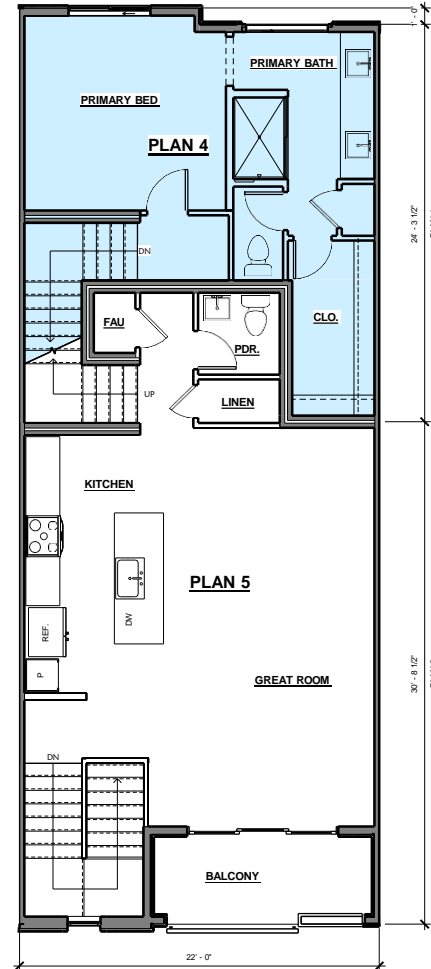 1' - 0"
PRIMARY BATH
PRIMARY BED
PLAN 4
24' - 3 1/2"
DN
CLO.
FAU
PDR.
UP
LINEN
KITCHEN
PLAN 5
DW
REF.
P
GREAT ROOM
30' - 8 1/2"
DN
BALCONY
22' - 0"